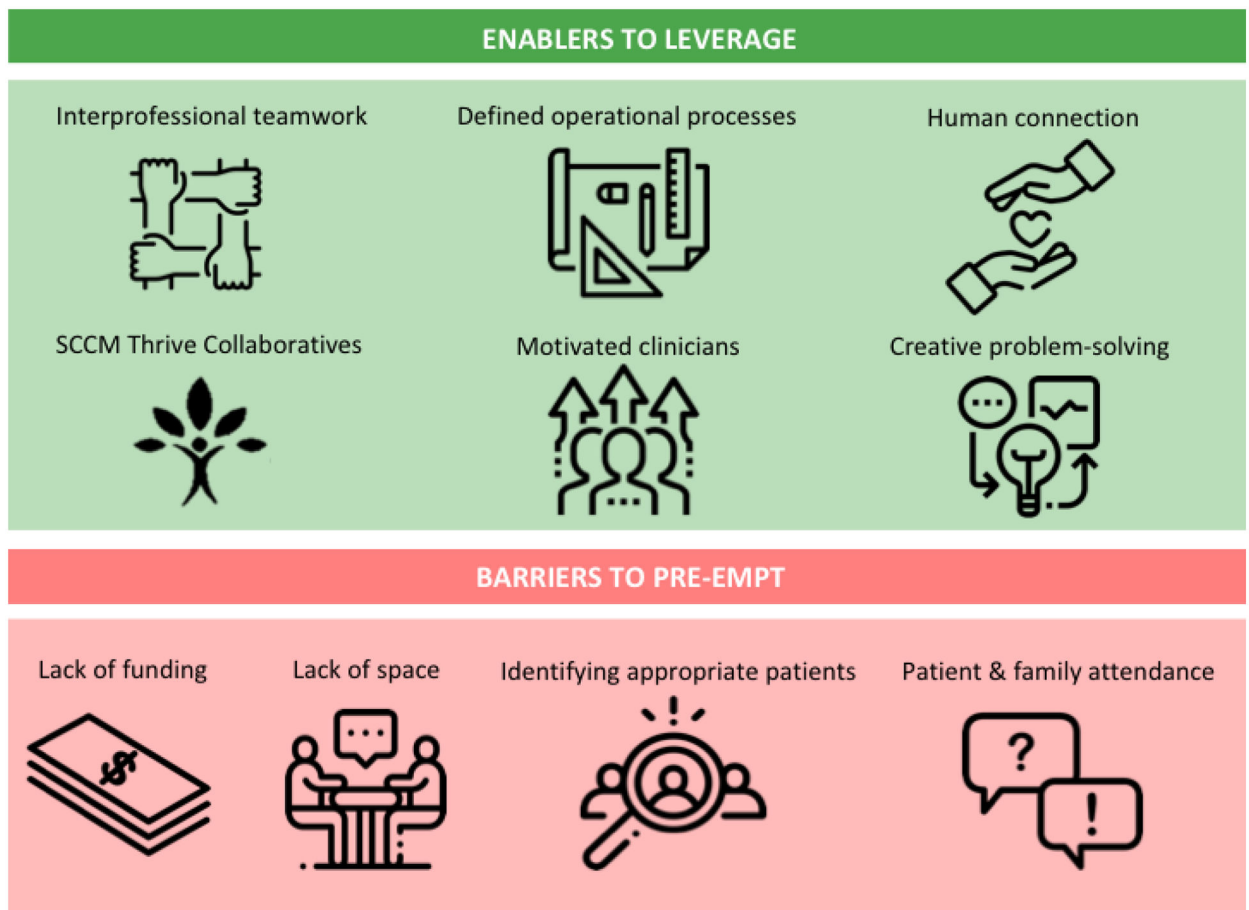 ENABLERS TO LEVERAGE
Interprofessional teamwork
Defined operational processes
Human connection
SCCM Thrive Collaboratives
Motivated clinicians
Creative problem-solving
BARRIERS TO PRE-EMPT
Lack of funding
Lack of space
Identifying appropriate patients
Patient & family attendance
$
?
!